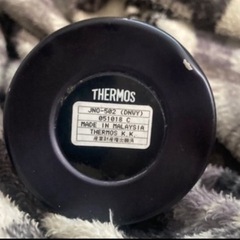 THERMOS
JNO-502 (DNVY)
051018 C
MADE IN MALAYSIA
THERMOS K.K.